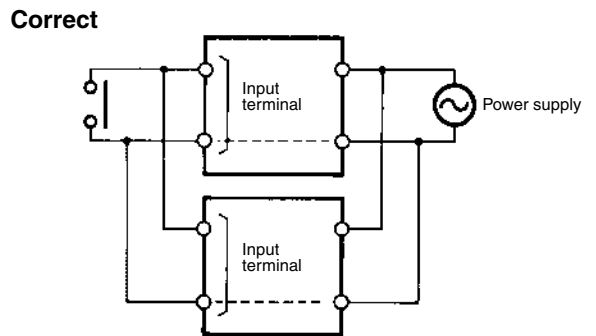 Correct
Input
terminal
Power supply
Input
terminal